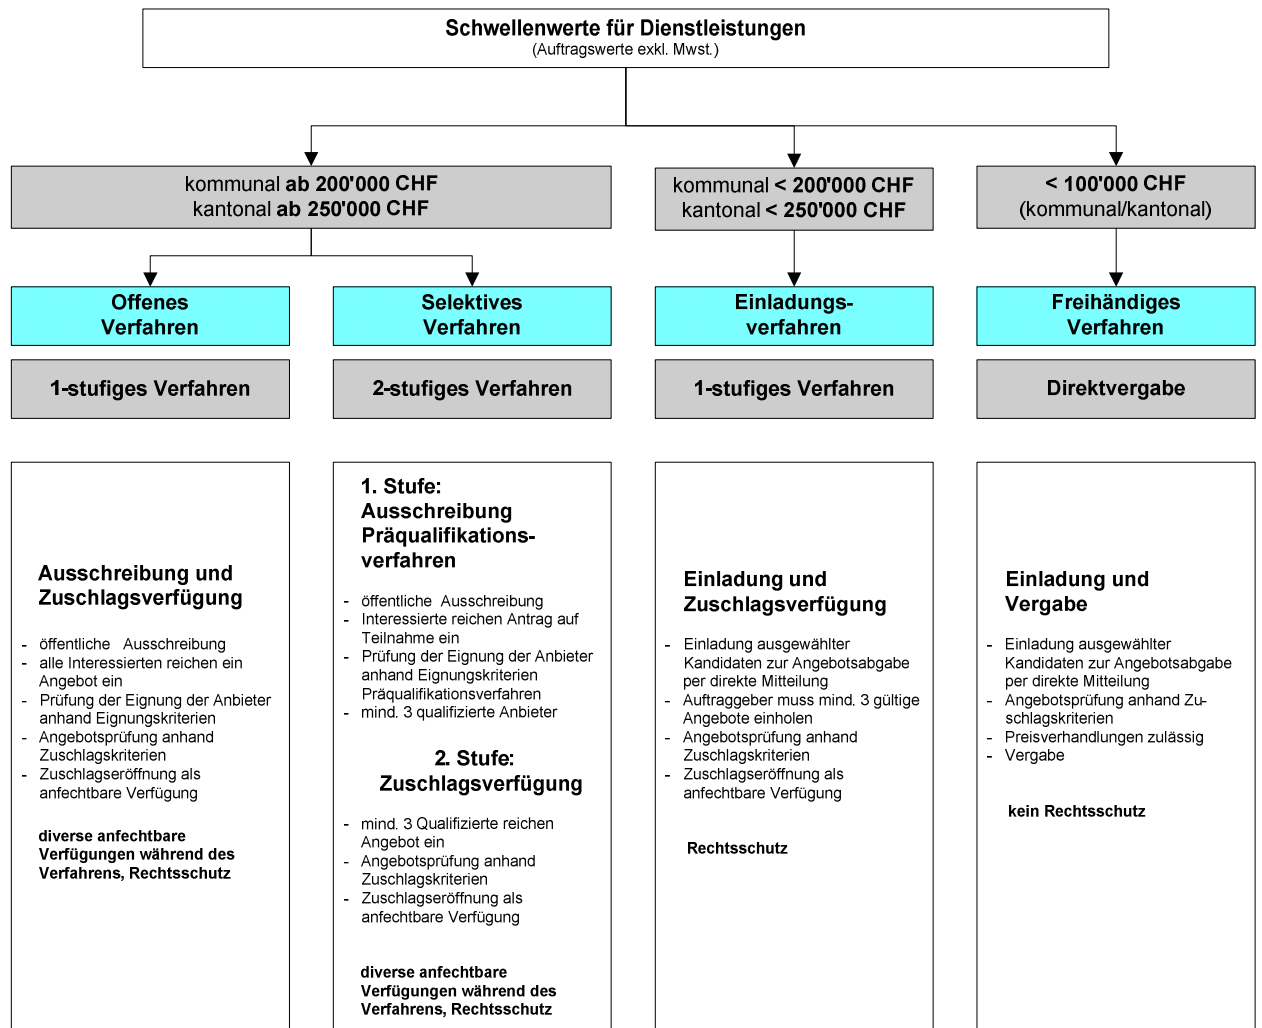 Schwellenwerte für Dienstleistungen
(Auftragswerte exkl. Mwst.)
kommunal ab 200'000 CHF
kantonal ab 250'000 CHF
kommunal < 200'000 CHF
kantonal < 250'000 CHF
< 100'000 CHF
(kommunal/kantonal)
Offenes
Verfahren
Selektives
Verfahren
Einladungs-
verfahren
Freihändiges
Verfahren
1-stufiges Verfahren
2-stufiges Verfahren
1-stufiges Verfahren
Direktvergabe
Ausschreibung und
Zuschlagsverfügung
- öffentliche Ausschreibung
- alle Interessierten reichen ein
Angebot ein
- Prüfung der Eignung der Anbieter
anhand Eignungskriterien
- Angebotsprüfung anhand
Zuschlagskriterien
- Zuschlagseröffnung als
anfechtbare Verfügung
diverse anfechtbare
Verfügungen während des
Verfahrens, Rechtsschutz
1. Stufe:
Ausschreibung
Präqualifikations-
verfahren
- öffentliche Ausschreibung
- Interessierte reichen Antrag auf
Teilnahme ein
- Prüfung der Eignung der Anbieter
anhand Eignungskriterien
Präqualifikationsverfahren
- mind. 3 qualifizierte Anbieter
2. Stufe:
Zuschlagsverfügung
- mind. 3 Qualifizierte reichen
Angebot ein
- Angebotsprüfung anhand
Zuschlagskriterien
- Zuschlagseröffnung als
anfechtbare Verfügung
diverse anfechtbare
Verfügungen während des
Verfahrens, Rechtsschutz
Einladung und
Zuschlagsverfügung
- Einladung ausgewählter
Kandidaten zur Angebotsabgabe
per direkte Mitteilung
- Auftraggeber muss mind. 3 gültige
Angebote einholen
- Angebotsprüfung anhand
Zuschlagskriterien
- Zuschlagseröffnung als
anfechtbare Verfügung
Rechtsschutz
Einladung und
Vergabe
- Einladung ausgewählter
Kandidaten zur Angebotsabgabe
per direkte Mitteilung
- Angebotsprüfung anhand Zu-
schlagskriterien
- Preisverhandlungen zulässig
- Vergabe
kein Rechtsschutz